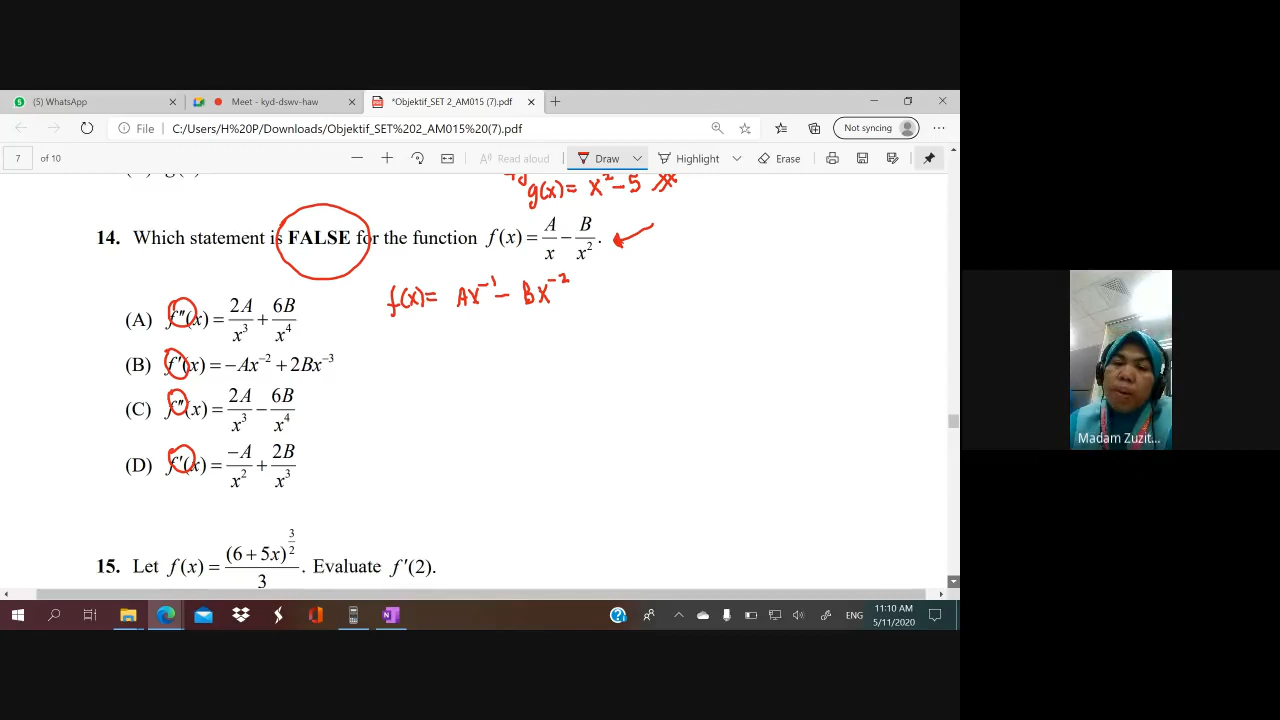 (5) WhatsApp
Meet - kyd-dswv-haw
*Objektif_SET 2_AM015 (7).pdf
File
C:/Users/H%20P/Downloads/Objektif_SET%202_AM015%20(7).pdf
Not syncing
7 of 10
Read aloud
Draw
Highlight
Erase
g(x) = x² - 5
14. Which statement is FALSE for the function f(x) = A/x − B/x².
f(x) = Ax⁻¹ - Bx⁻²
(A) f″(x) = 2A/x³ + 6B/x⁴
(B) f′(x) = −Ax⁻² + 2Bx⁻³
(C) f″(x) = 2A/x³ − 6B/x⁴
(D) f′(x) = −A/x² + 2B/x³
15. Let f(x) = (6 + 5x)^(3/2)/3. Evaluate f′(2).
Madam Zuzit...
ENG
11:10 AM
5/11/2020